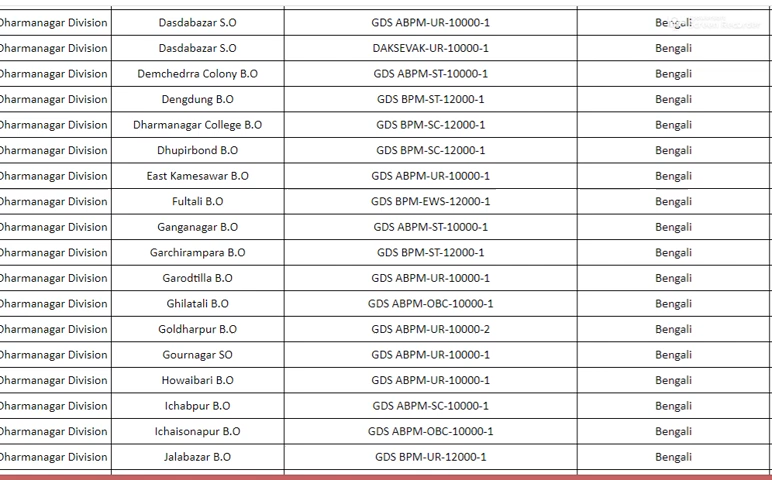 Dharmanagar Division Dasdabazar S.O GDS ABPM-UR-10000-1 Bengali
Dharmanagar Division Dasdabazar S.O DAKSEVAK-UR-10000-1 Bengali
Dharmanagar Division Demchedrra Colony B.O GDS ABPM-ST-10000-1 Bengali
Dharmanagar Division Dengdung B.O GDS BPM-ST-12000-1 Bengali
Dharmanagar Division Dharmanagar College B.O GDS BPM-SC-12000-1 Bengali
Dharmanagar Division Dhupirbond B.O GDS BPM-SC-12000-1 Bengali
Dharmanagar Division East Kamesawar B.O GDS ABPM-UR-10000-1 Bengali
Dharmanagar Division Fultali B.O GDS BPM-EWS-12000-1 Bengali
Dharmanagar Division Ganganagar B.O GDS ABPM-ST-10000-1 Bengali
Dharmanagar Division Garchirampara B.O GDS BPM-ST-12000-1 Bengali
Dharmanagar Division Garodtilla B.O GDS ABPM-UR-10000-1 Bengali
Dharmanagar Division Ghilatali B.O GDS ABPM-OBC-10000-1 Bengali
Dharmanagar Division Goldharpur B.O GDS ABPM-UR-10000-2 Bengali
Dharmanagar Division Gournagar SO GDS ABPM-UR-10000-1 Bengali
Dharmanagar Division Howaibari B.O GDS ABPM-UR-10000-1 Bengali
Dharmanagar Division Ichabpur B.O GDS ABPM-SC-10000-1 Bengali
Dharmanagar Division Ichaisonapur B.O GDS ABPM-OBC-10000-1 Bengali
Dharmanagar Division Jalabazar B.O GDS BPM-UR-12000-1 Bengali